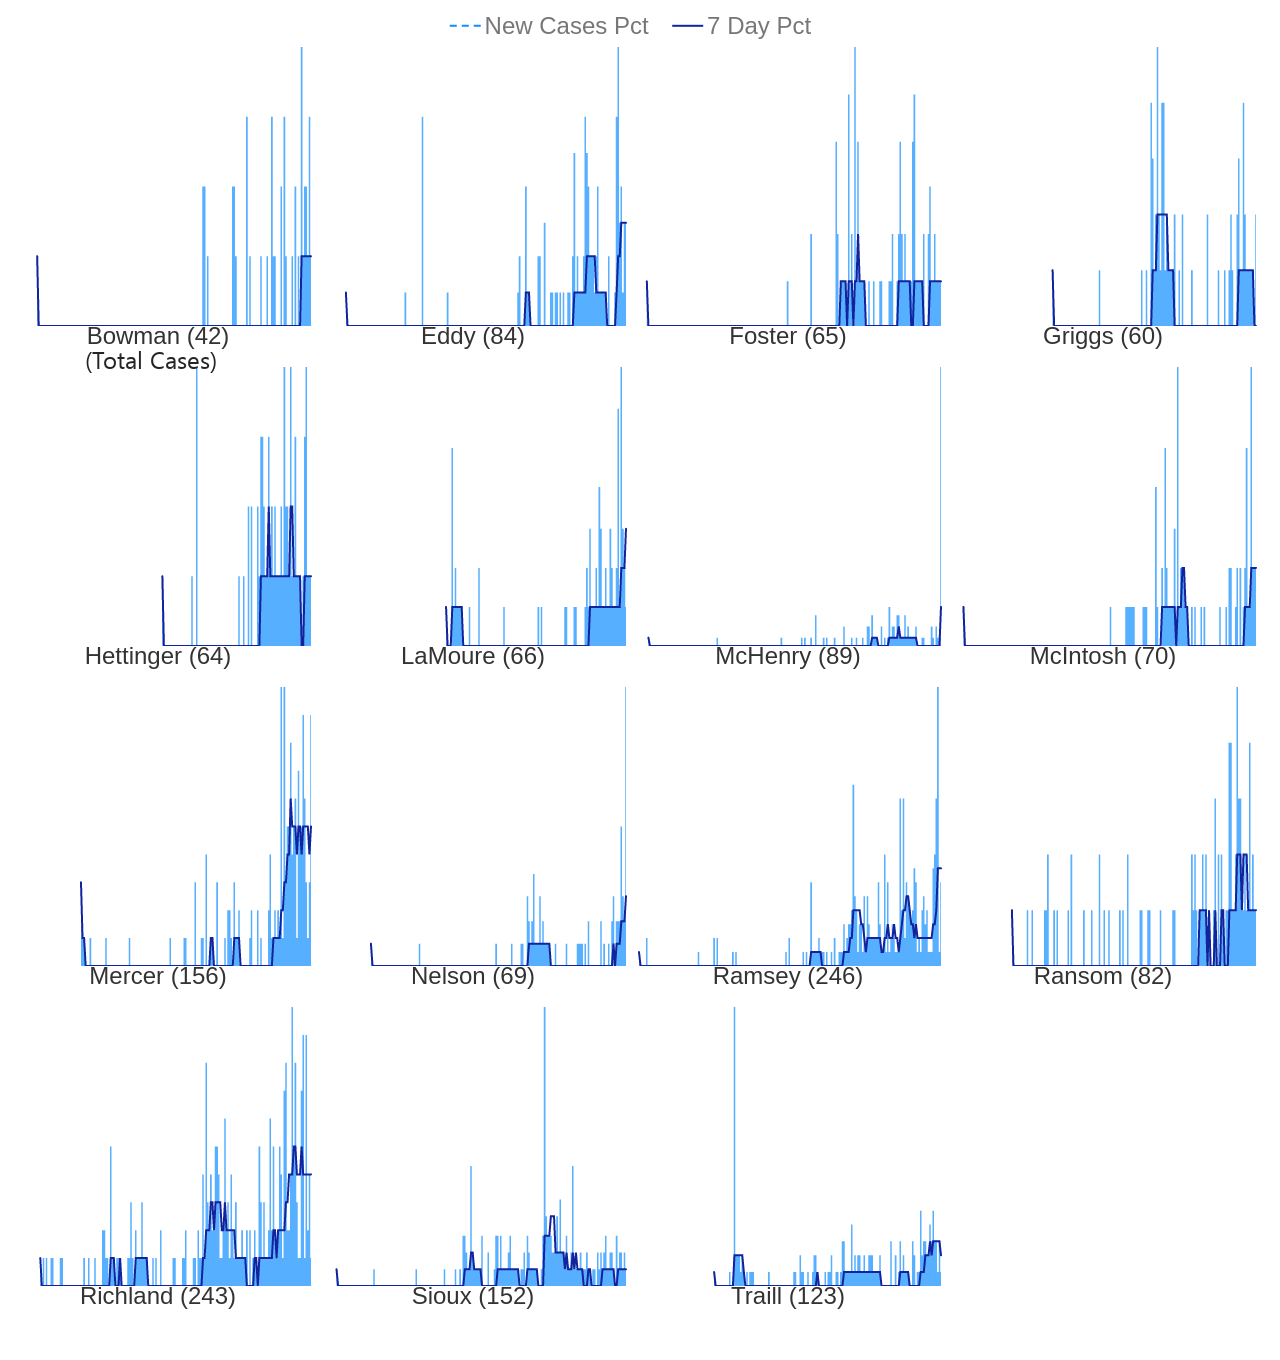 New Cases Pct 7 Day Pct
Bowman (42) Eddy (84) Foster (65) Griggs (60)
(Total Cases)
Hettinger (64) LaMoure (66) McHenry (89) McIntosh (70)
Mercer (156) Nelson (69) Ramsey (246) Ransom (82)
Richland (243) Sioux (152) Traill (123)